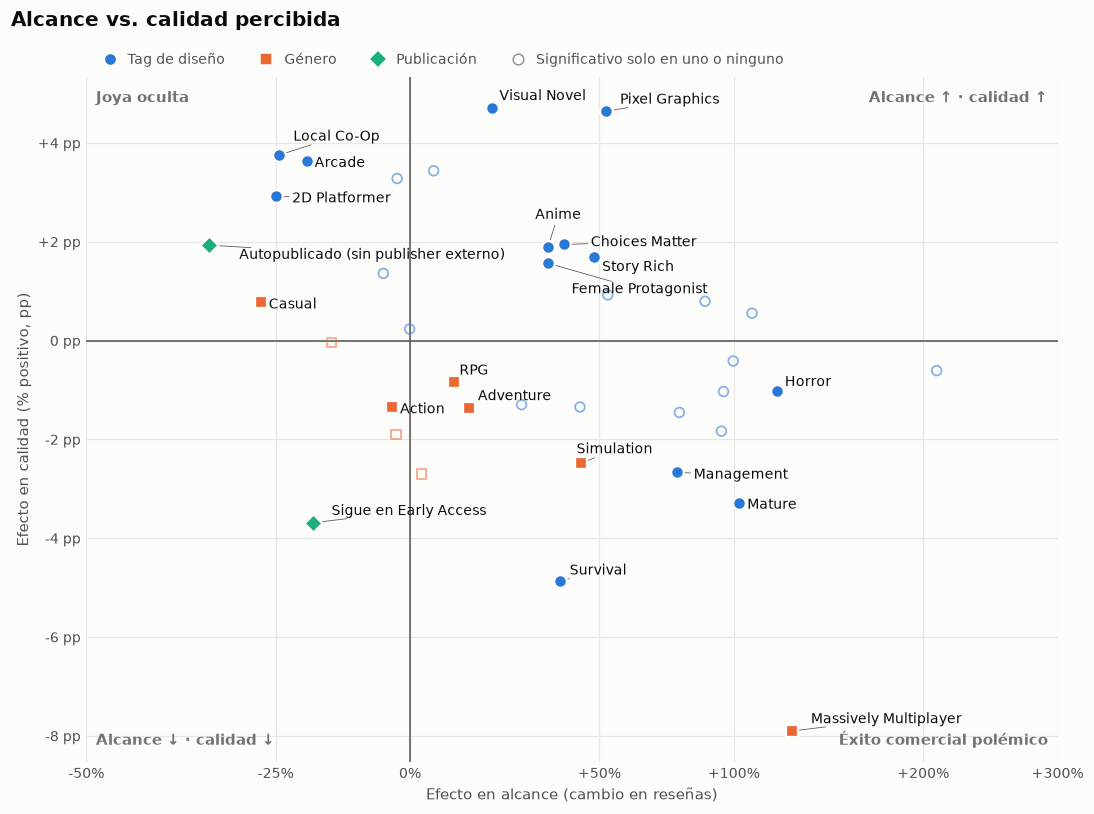 Alcance vs. calidad percibida
Tag de diseño
Género
Publicación
Significativo solo en uno o ninguno
Joya oculta
Alcance ↑ · calidad ↑
Visual Novel
Pixel Graphics
+4 pp
Local Co-Op
Arcade
2D Platformer
Anime
+2 pp
Choices Matter
Autopublicado (sin publisher externo)
Story Rich
Female Protagonist
Casual
0 pp
RPG
Horror
Adventure
Action
-2 pp
Simulation
Management
Mature
Sigue en Early Access
-4 pp
Survival
-6 pp
Massively Multiplayer
-8 pp
Alcance ↓ · calidad ↓
Éxito comercial polémico
-50%
-25%
0%
+50%
+100%
+200%
+300%
Efecto en alcance (cambio en reseñas)
Efecto en calidad (% positivo, pp)